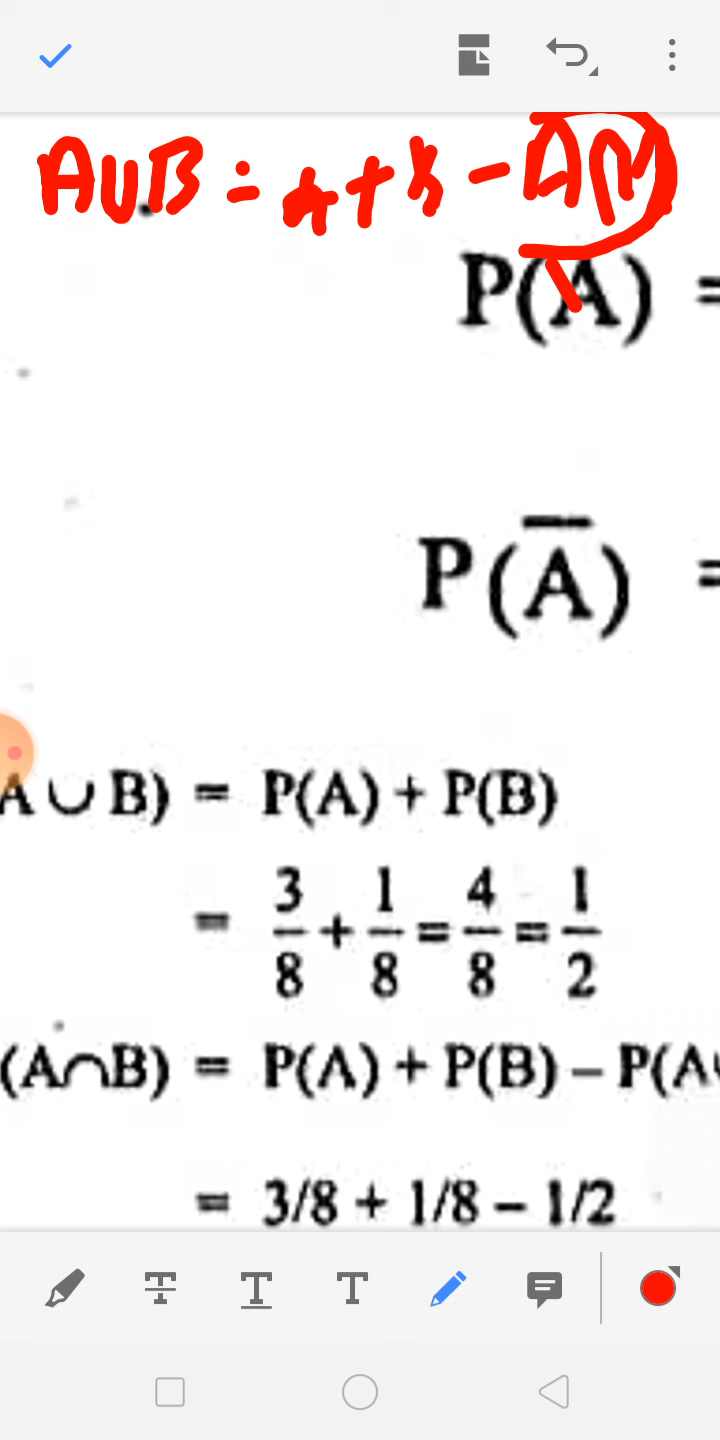 AUB = A + B - A∩
P(A) =
P(A̅) =
A ∪ B) = P(A) + P(B)
= 3/8 + 1/8 = 4/8 = 1/2
(A∩B) = P(A) + P(B) – P(A∪
= 3/8 + 1/8 – 1/2
T T T